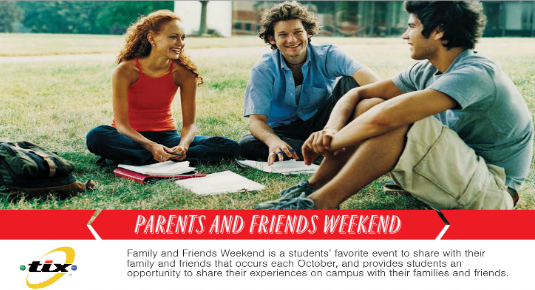 PARENTS AND FRIENDS WEEKEND
tix
Family and Friends Weekend is a students' favorite event to share with their
family and friends that occurs each October, and provides students an
opportunity to share their experiences on campus with their families and friends.